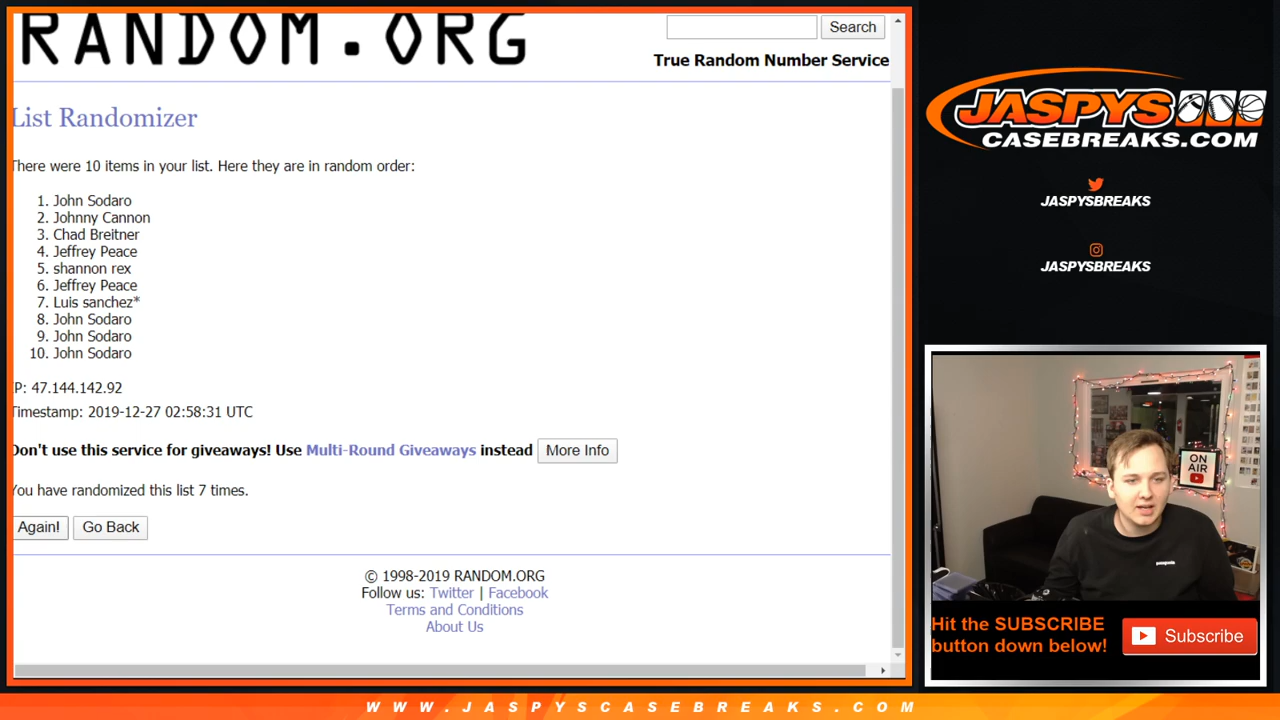 RANDOM.ORG
Search
True Random Number Service
List Randomizer
There were 10 items in your list. Here they are in random order:
1. John Sodaro
2. Johnny Cannon
3. Chad Breitner
4. Jeffrey Peace
5. shannon rex
6. Jeffrey Peace
7. Luis sanchez*
8. John Sodaro
9. John Sodaro
10. John Sodaro
IP: 47.144.142.92
Timestamp: 2019-12-27 02:58:31 UTC
Don't use this service for giveaways! Use Multi-Round Giveaways instead More Info
You have randomized this list 7 times.
Again! Go Back
© 1998-2019 RANDOM.ORG
Follow us: Twitter | Facebook
Terms and Conditions
About Us
JASPYS
CASEBREAKS.COM
JASPYSBREAKS
JASPYSBREAKS
ON
AIR
patagonia
Hit the SUBSCRIBE
button down below!
Subscribe
WWW.JASPYSCASEBREAKS.COM